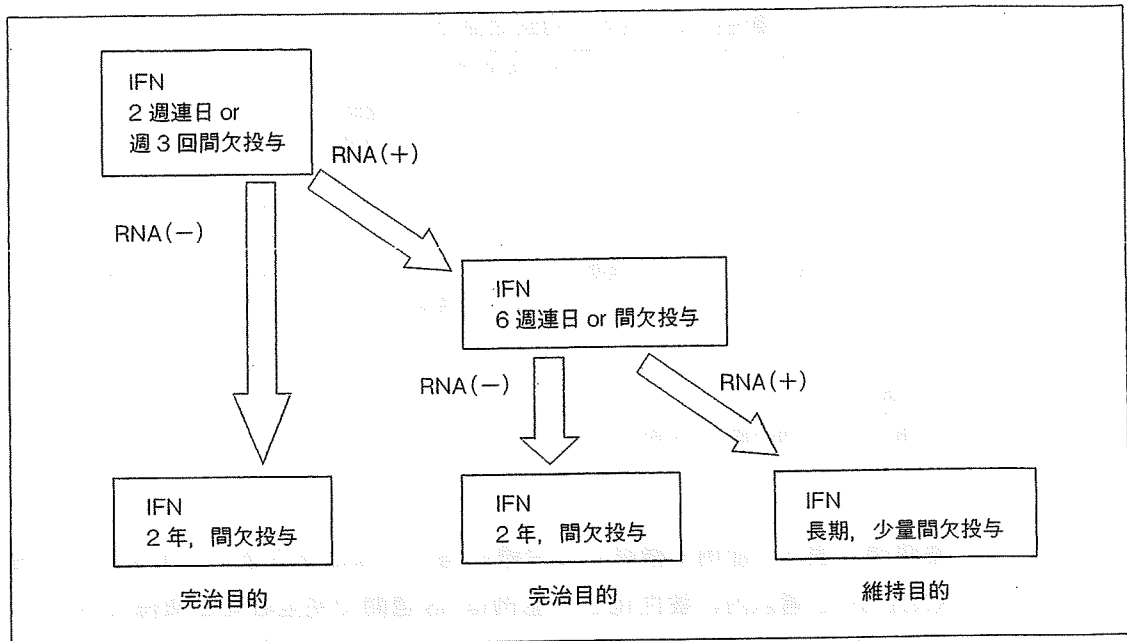 IFN
2 週連日 or
週 3 回間欠投与
RNA(+)
RNA(−)
IFN
6 週連日 or 間欠投与
RNA(−)
RNA(+)
IFN
2 年，間欠投与
IFN
2 年，間欠投与
IFN
長期，少量間欠投与
完治目的
完治目的
維持目的